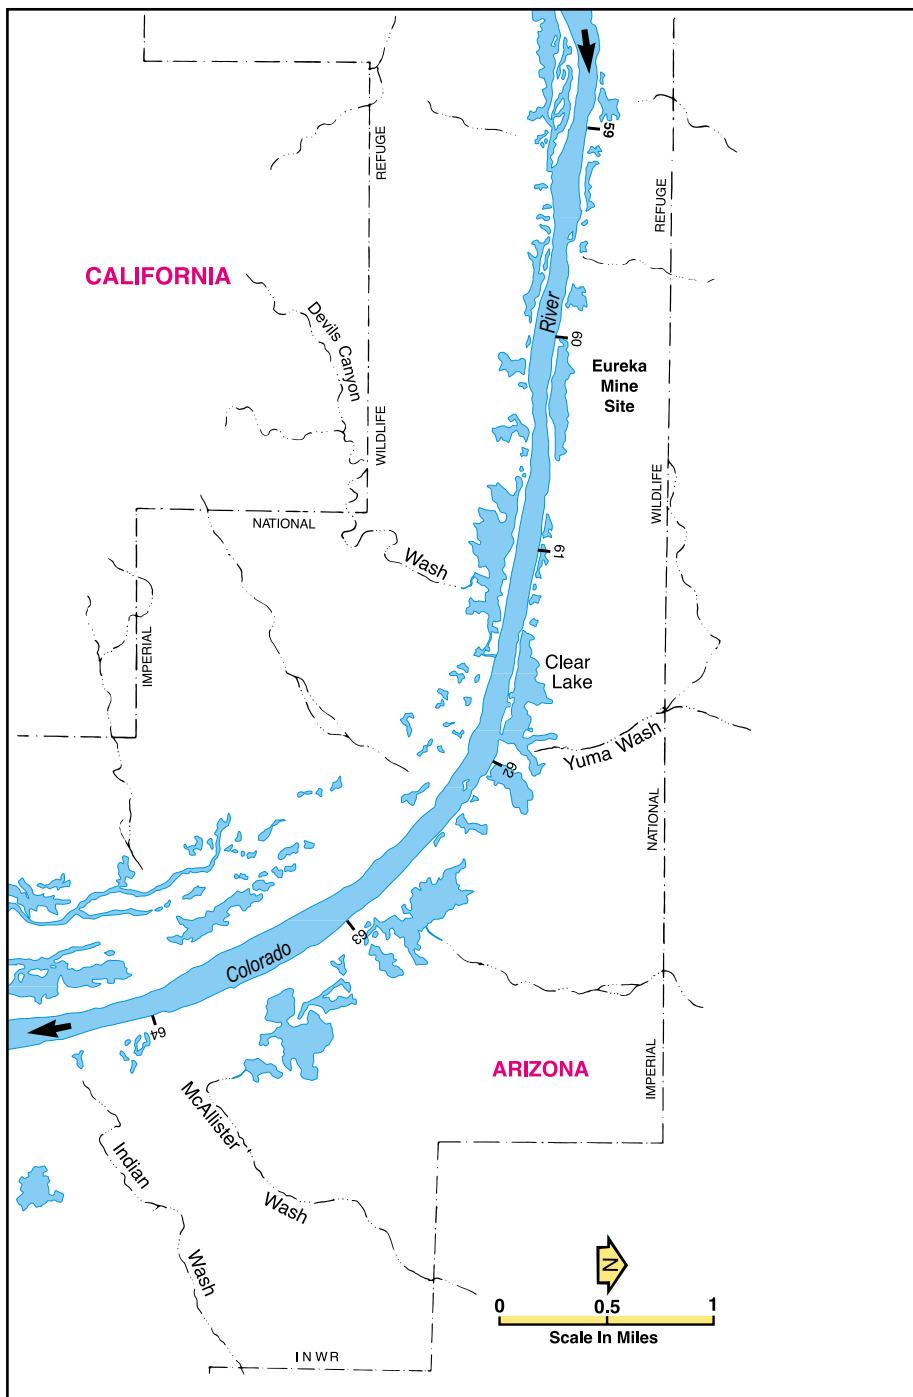 59
REFUGE
REFUGE
CALIFORNIA
River
Devils Canyon
60
Eureka
Mine
Site
WILDLIFE
WILDLIFE
NATIONAL
61
Wash
IMPERIAL
Clear
Lake
Yuma Wash
62
NATIONAL
63
Colorado
64
ARIZONA
IMPERIAL
McAllister
Wash
Indian
Wash
N
0
0.5
1
Scale In Miles
INWR